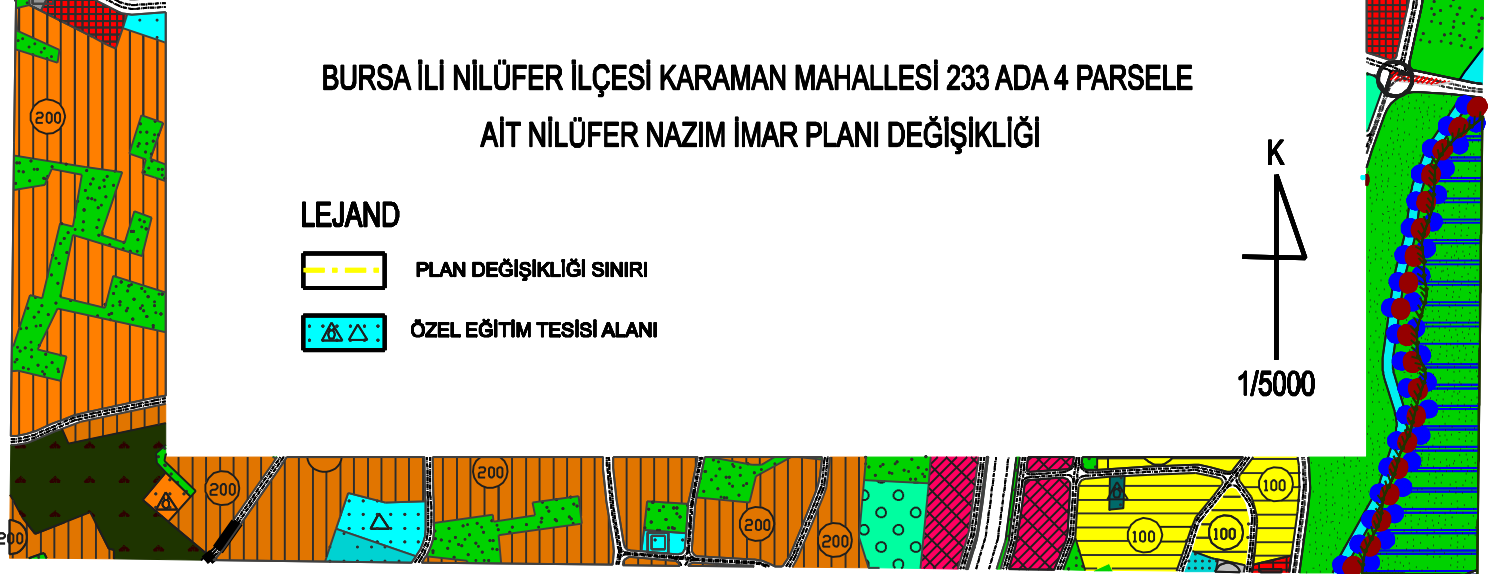 BURSA İLİ NİLÜFER İLÇESİ KARAMAN MAHALLESİ 233 ADA 4 PARSELE
AİT NİLÜFER NAZIM İMAR PLANI DEĞİŞİKLİĞİ
K
LEJAND
PLAN DEĞİŞİKLİĞİ SINIRI
ÖZEL EĞİTİM TESİSİ ALANI
1/5000
200
200
200
200
200
200
100
100
100